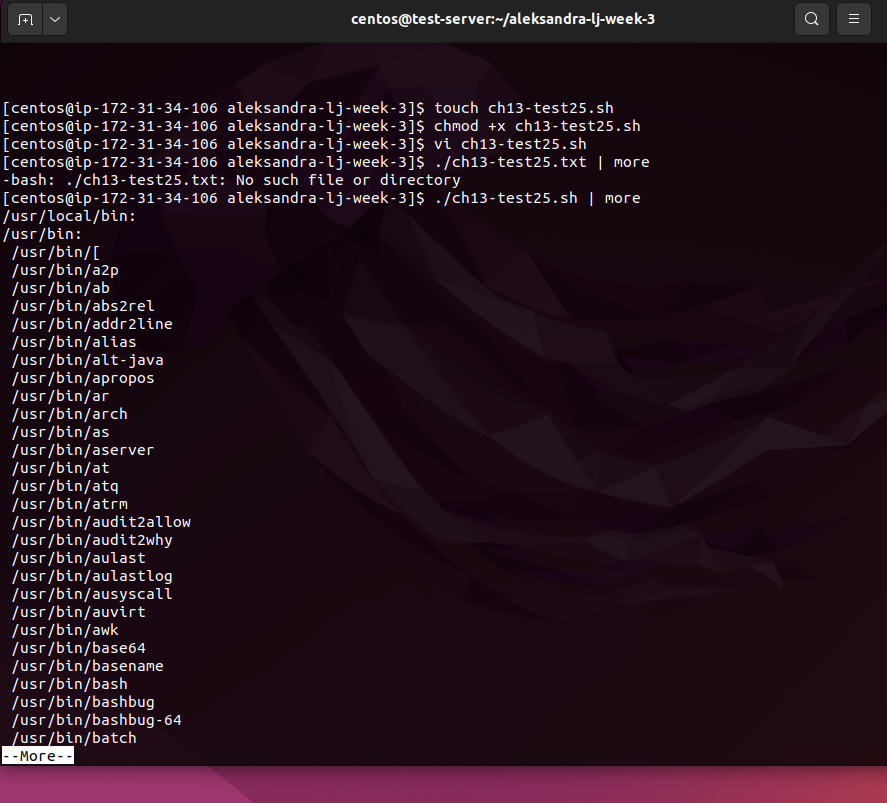 centos@test-server:~/aleksandra-lj-week-3
[centos@ip-172-31-34-106 aleksandra-lj-week-3]$ touch ch13-test25.sh
[centos@ip-172-31-34-106 aleksandra-lj-week-3]$ chmod +x ch13-test25.sh
[centos@ip-172-31-34-106 aleksandra-lj-week-3]$ vi ch13-test25.sh
[centos@ip-172-31-34-106 aleksandra-lj-week-3]$ ./ch13-test25.txt | more
-bash: ./ch13-test25.txt: No such file or directory
[centos@ip-172-31-34-106 aleksandra-lj-week-3]$ ./ch13-test25.sh | more
/usr/local/bin:
/usr/bin:
 /usr/bin/[
 /usr/bin/a2p
 /usr/bin/ab
 /usr/bin/abs2rel
 /usr/bin/addr2line
 /usr/bin/alias
 /usr/bin/alt-java
 /usr/bin/apropos
 /usr/bin/ar
 /usr/bin/arch
 /usr/bin/as
 /usr/bin/aserver
 /usr/bin/at
 /usr/bin/atq
 /usr/bin/atrm
 /usr/bin/audit2allow
 /usr/bin/audit2why
 /usr/bin/aulast
 /usr/bin/aulastlog
 /usr/bin/ausyscall
 /usr/bin/auvirt
 /usr/bin/awk
 /usr/bin/base64
 /usr/bin/basename
 /usr/bin/bash
 /usr/bin/bashbug
 /usr/bin/bashbug-64
 /usr/bin/batch
--More--